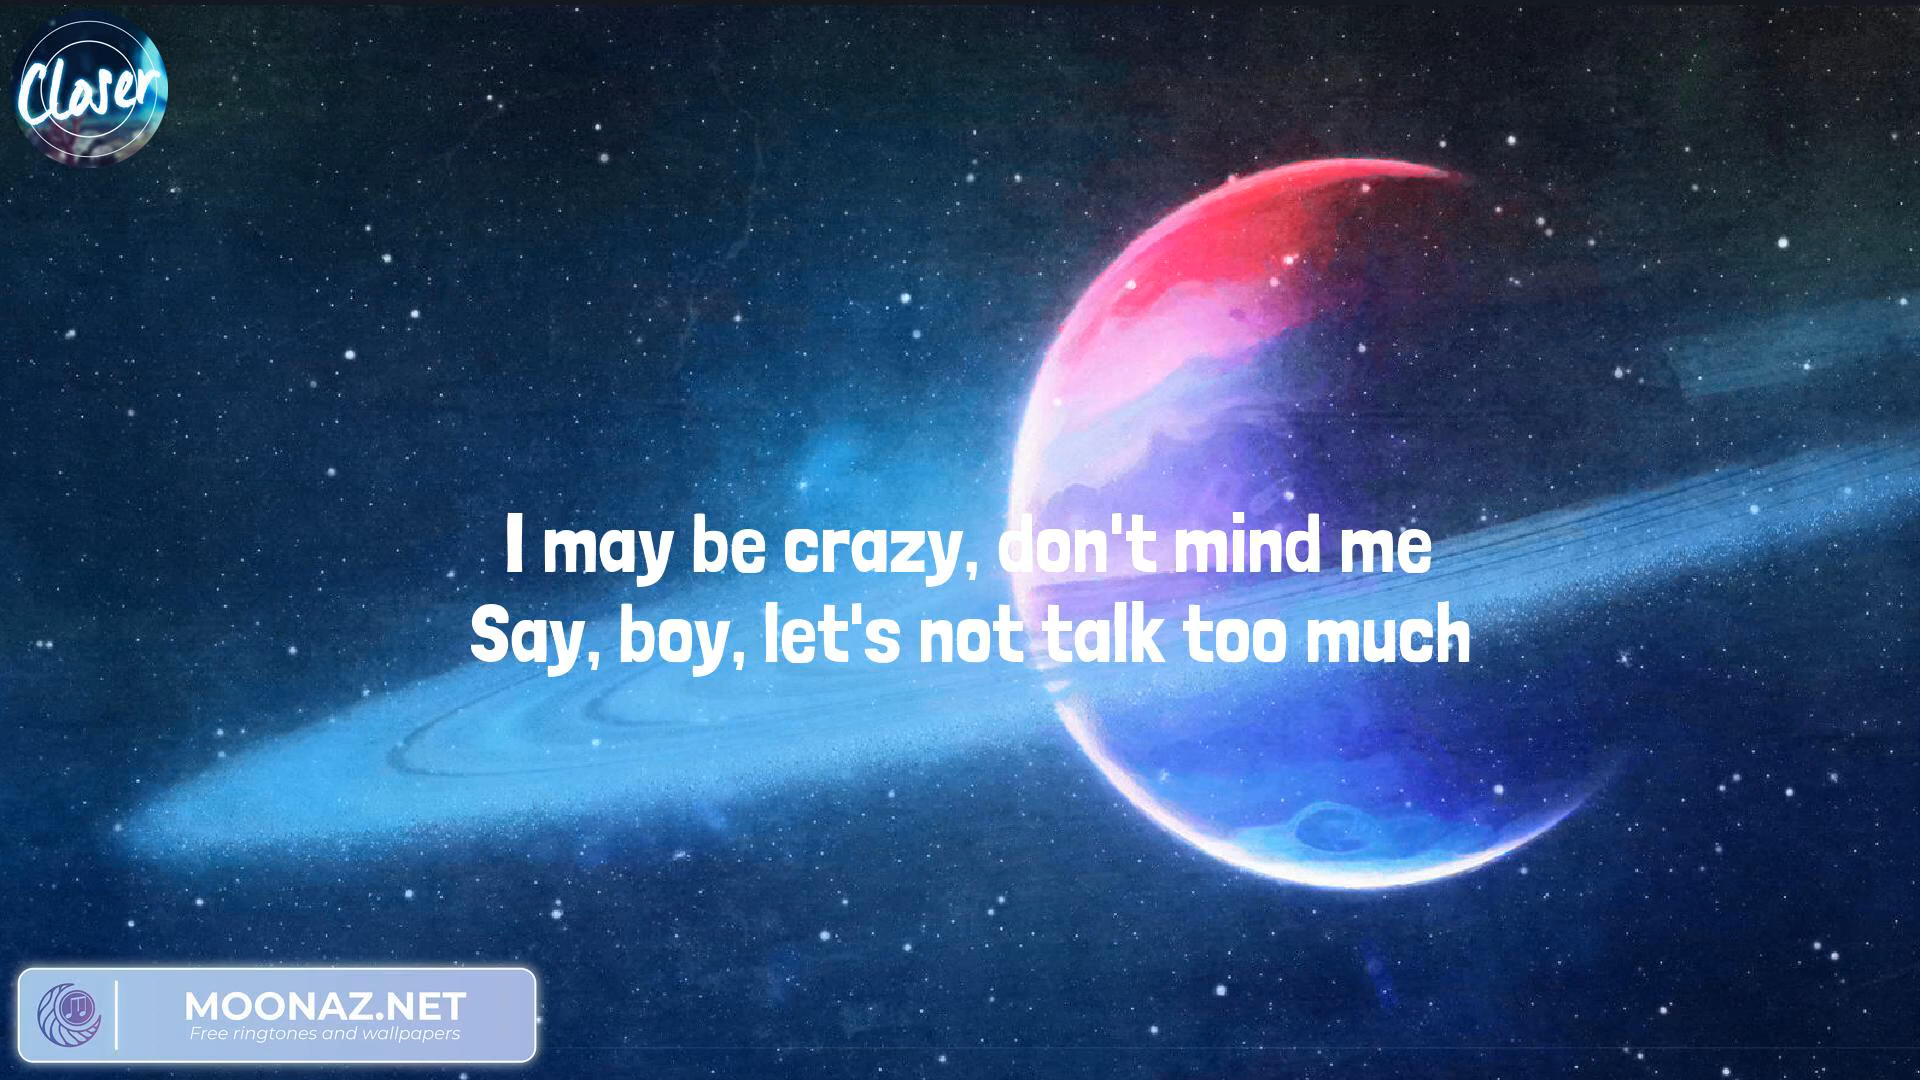 Closer
I may be crazy, don't mind me
Say, boy, let's not talk too much
MOONAZ.NET
Free ringtones and wallpapers